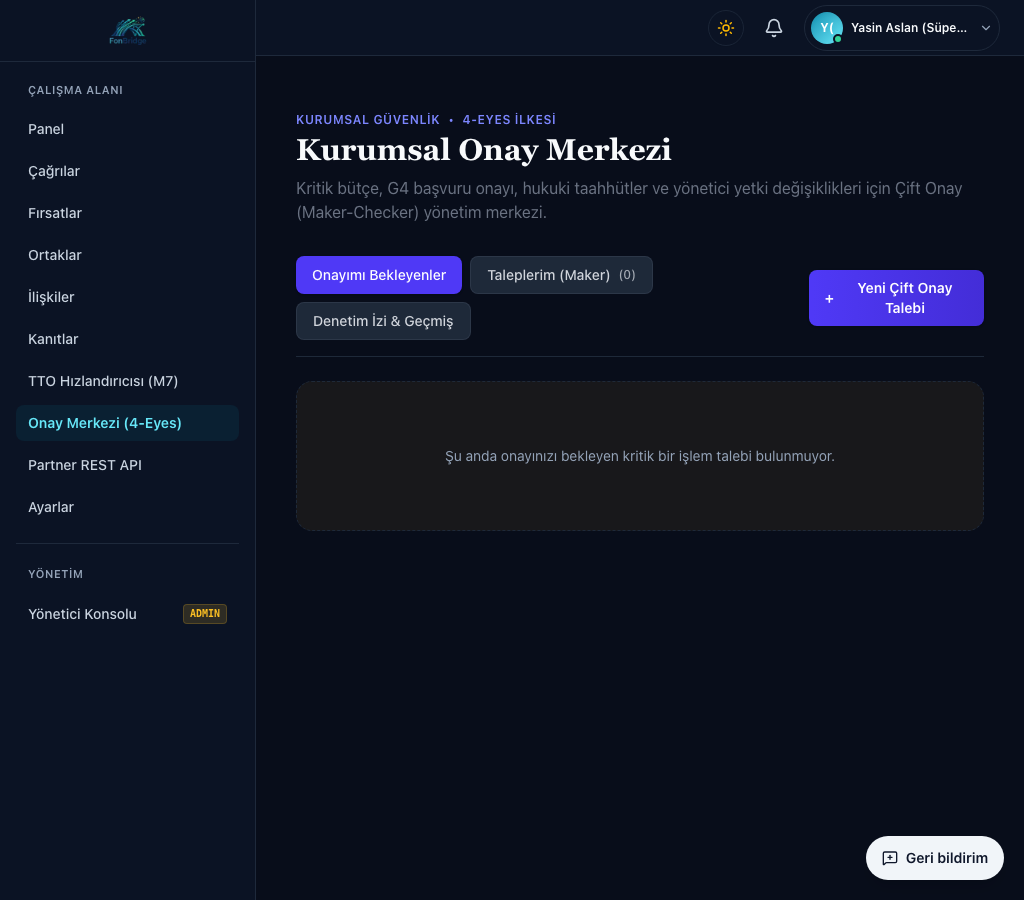 FonBridge
ÇALIŞMA ALANI
Panel
Çağrılar
Fırsatlar
Ortaklar
İlişkiler
Kanıtlar
TTO Hızlandırıcısı (M7)
Onay Merkezi (4-Eyes)
Partner REST API
Ayarlar
YÖNETİM
Yönetici Konsolu
ADMIN
Y(
Yasin Aslan (Süpe...
KURUMSAL GÜVENLİK • 4-EYES İLKESİ
Kurumsal Onay Merkezi
Kritik bütçe, G4 başvuru onayı, hukuki taahhütler ve yönetici yetki değişiklikleri için Çift Onay
(Maker-Checker) yönetim merkezi.
Onayımı Bekleyenler
Taleplerim (Maker) (0)
Denetim İzi & Geçmiş
+ Yeni Çift Onay
Talebi
Şu anda onayınızı bekleyen kritik bir işlem talebi bulunmuyor.
Geri bildirim